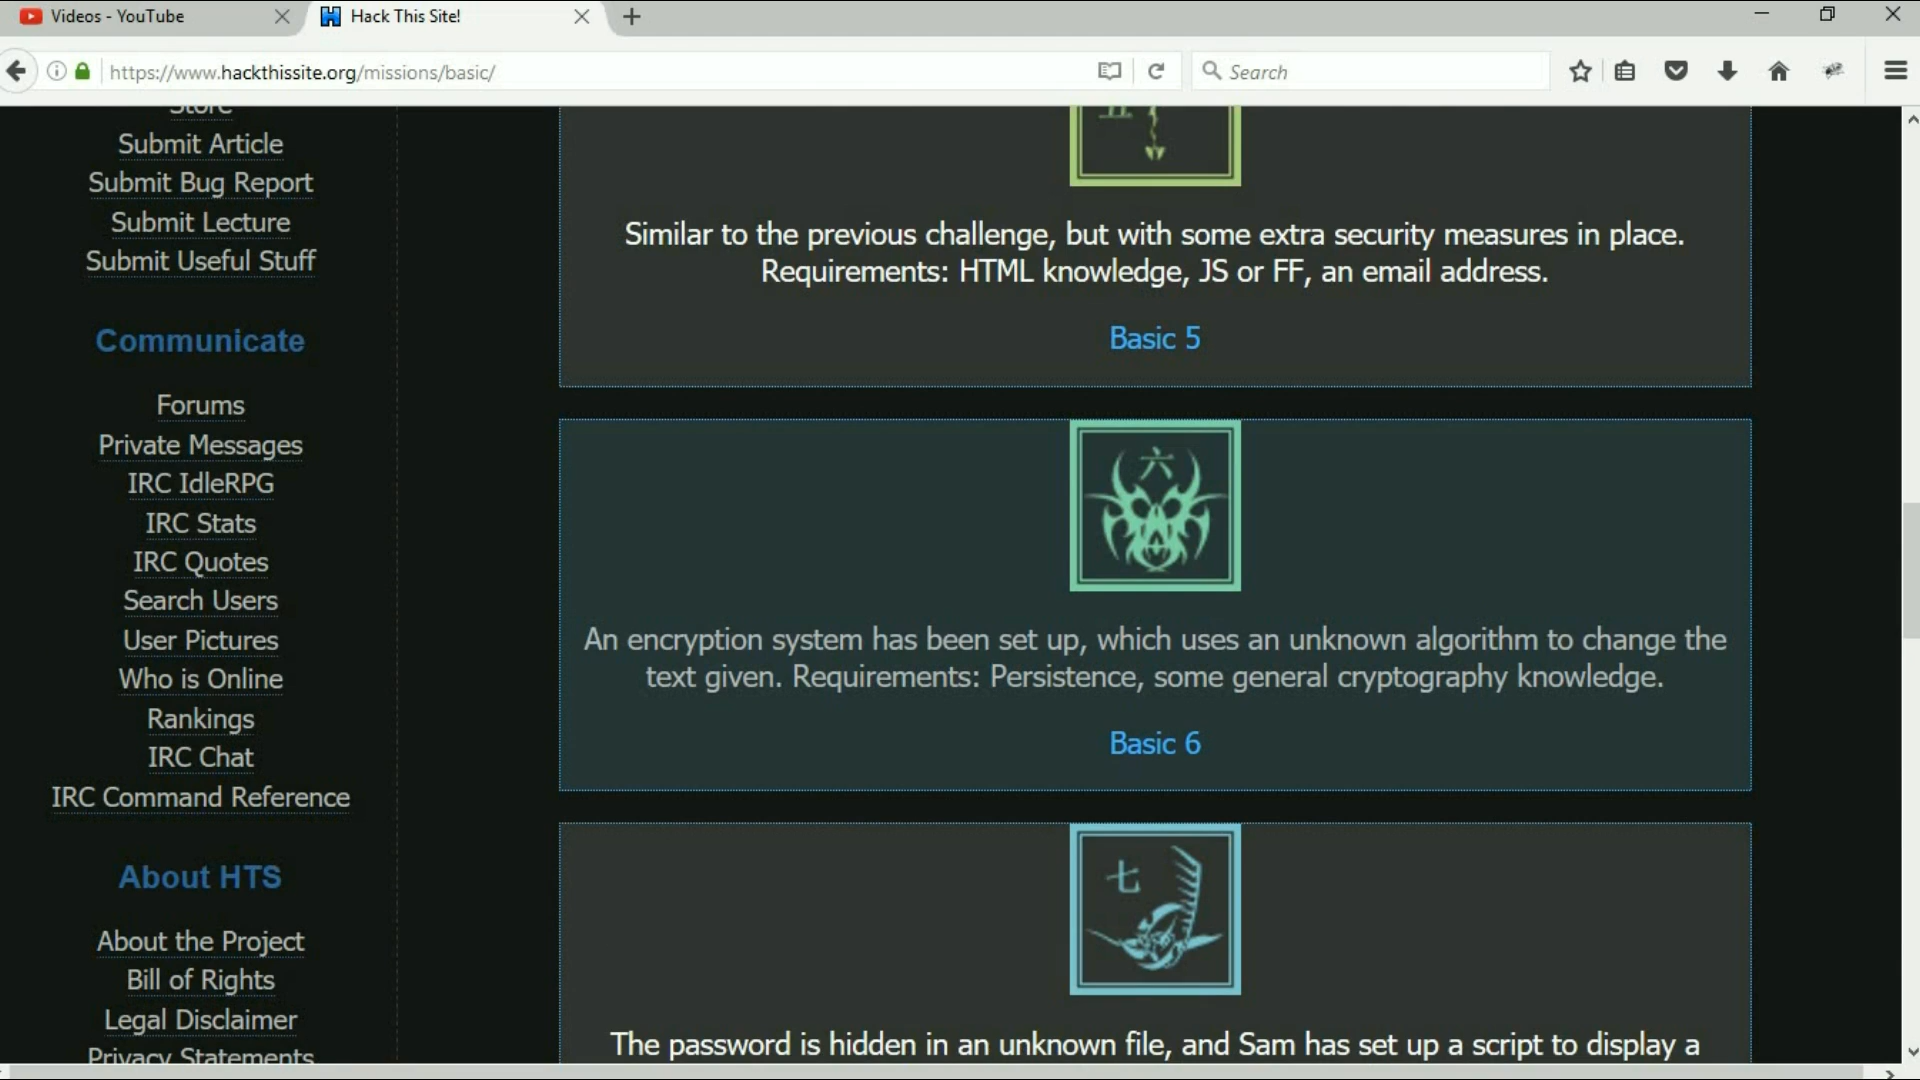 Videos - YouTube
Hack This Site!
https://www.hackthissite.org/missions/basic/
Search
Store
Submit Article
Submit Bug Report
Submit Lecture
Submit Useful Stuff
Communicate
Forums
Private Messages
IRC IdleRPG
IRC Stats
IRC Quotes
Search Users
User Pictures
Who is Online
Rankings
IRC Chat
IRC Command Reference
About HTS
About the Project
Bill of Rights
Legal Disclaimer
Privacy Statements
五
Similar to the previous challenge, but with some extra security measures in place.
Requirements: HTML knowledge, JS or FF, an email address.
Basic 5
六
An encryption system has been set up, which uses an unknown algorithm to change the
text given. Requirements: Persistence, some general cryptography knowledge.
Basic 6
七
The password is hidden in an unknown file, and Sam has set up a script to display a